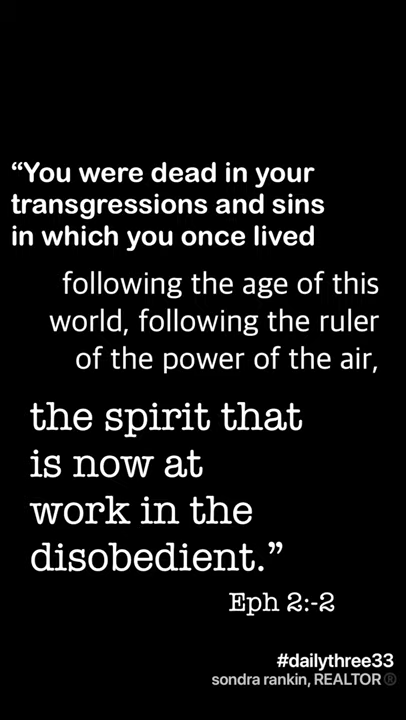 “You were dead in your
transgressions and sins
in which you once lived
following the age of this
world, following the ruler
of the power of the air,
the spirit that
is now at
work in the
disobedient.”
Eph 2:-2
#dailythree33
sondra rankin, REALTOR®